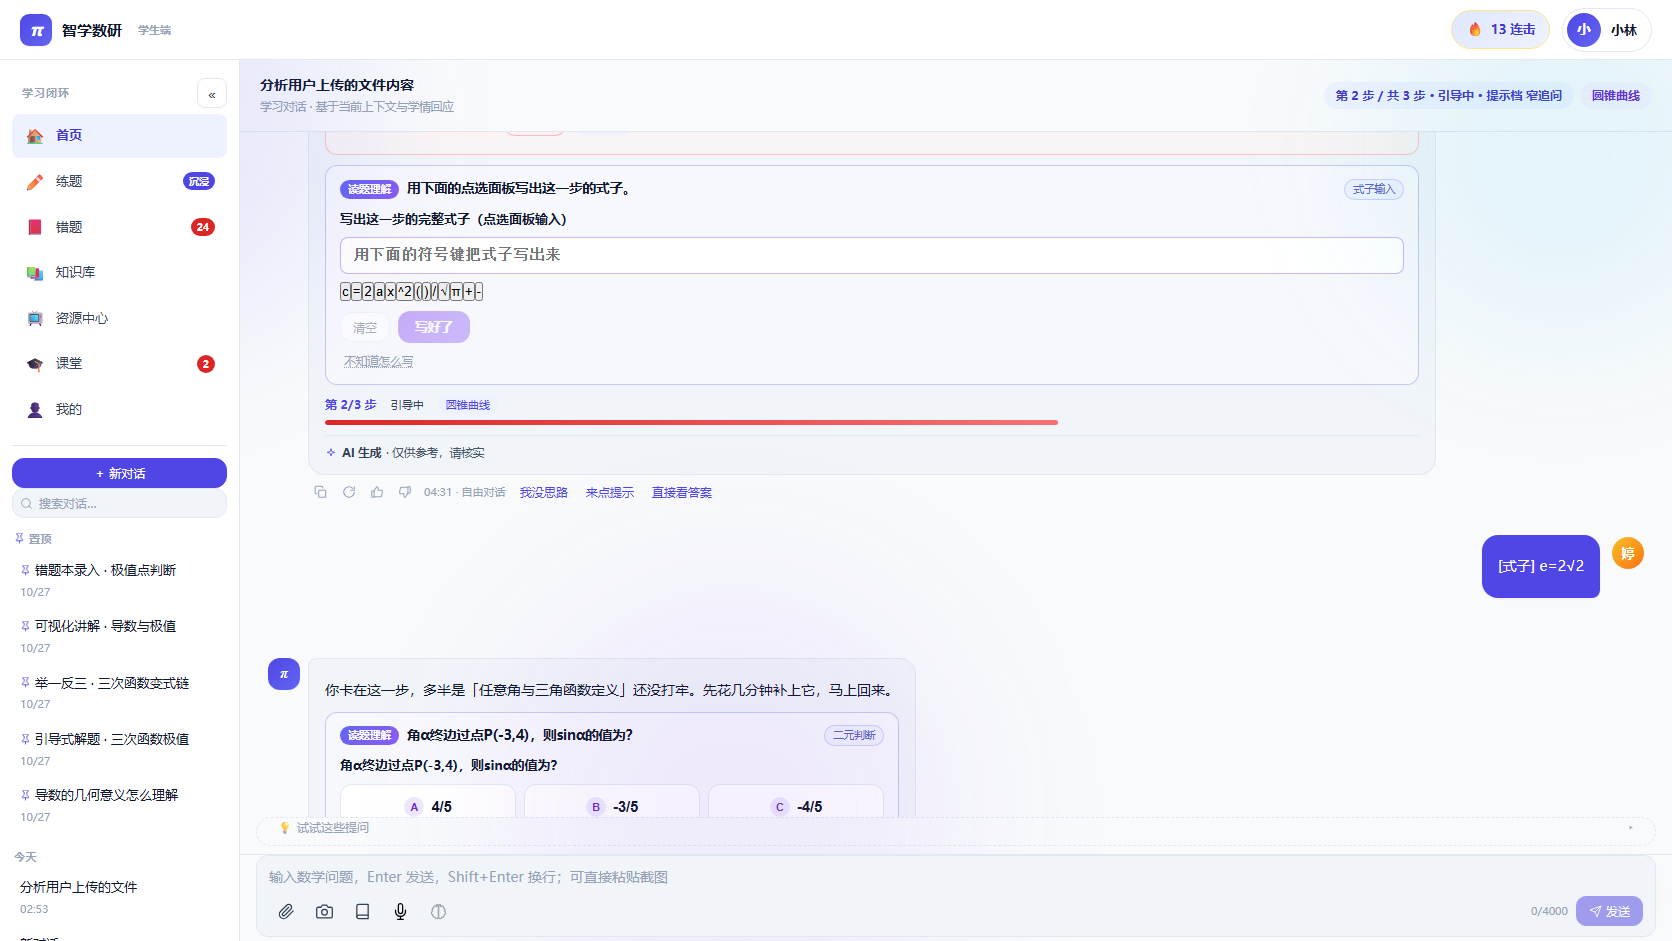 π 智学数研 学生端
13 连击
小 小林
学习闭环 «
首页
练题 沉浸
错题 24
知识库
资源中心
课堂 2
我的
+ 新对话
搜索对话...
置顶
错题本录入 · 极值点判断
10/27
可视化讲解 · 导数与极值
10/27
举一反三 · 三次函数变式链
10/27
引导式解题 · 三次函数极值
10/27
导数的几何意义怎么理解
10/27
今天
分析用户上传的文件
02:53
分析用户上传的文件内容
学习对话 · 基于当前上下文与学情回应
第 2 步 / 共 3 步 • 引导中 • 提示档 窄追问
圆锥曲线
读题理解 用下面的点选面板写出这一步的式子。 式子输入
写出这一步的完整式子（点选面板输入）
用下面的符号键把式子写出来
c = 2 a x ^2 ( ) / √ π + -
清空 写好了
不知道怎么写
第 2/3 步 引导中 圆锥曲线
AI 生成 · 仅供参考，请核实
04:31 · 自由对话 我没思路 来点提示 直接看答案
[式子] e=2√2
婷
π
你卡在这一步，多半是「任意角与三角函数定义」还没打牢。先花几分钟补上它，马上回来。
读题理解 角α终边过点P(-3,4)，则sinα的值为？ 二元判断
角α终边过点P(-3,4)，则sinα的值为？
A 4/5 B -3/5 C -4/5
试试这些提问
输入数学问题，Enter 发送，Shift+Enter 换行；可直接粘贴截图
0/4000 发送